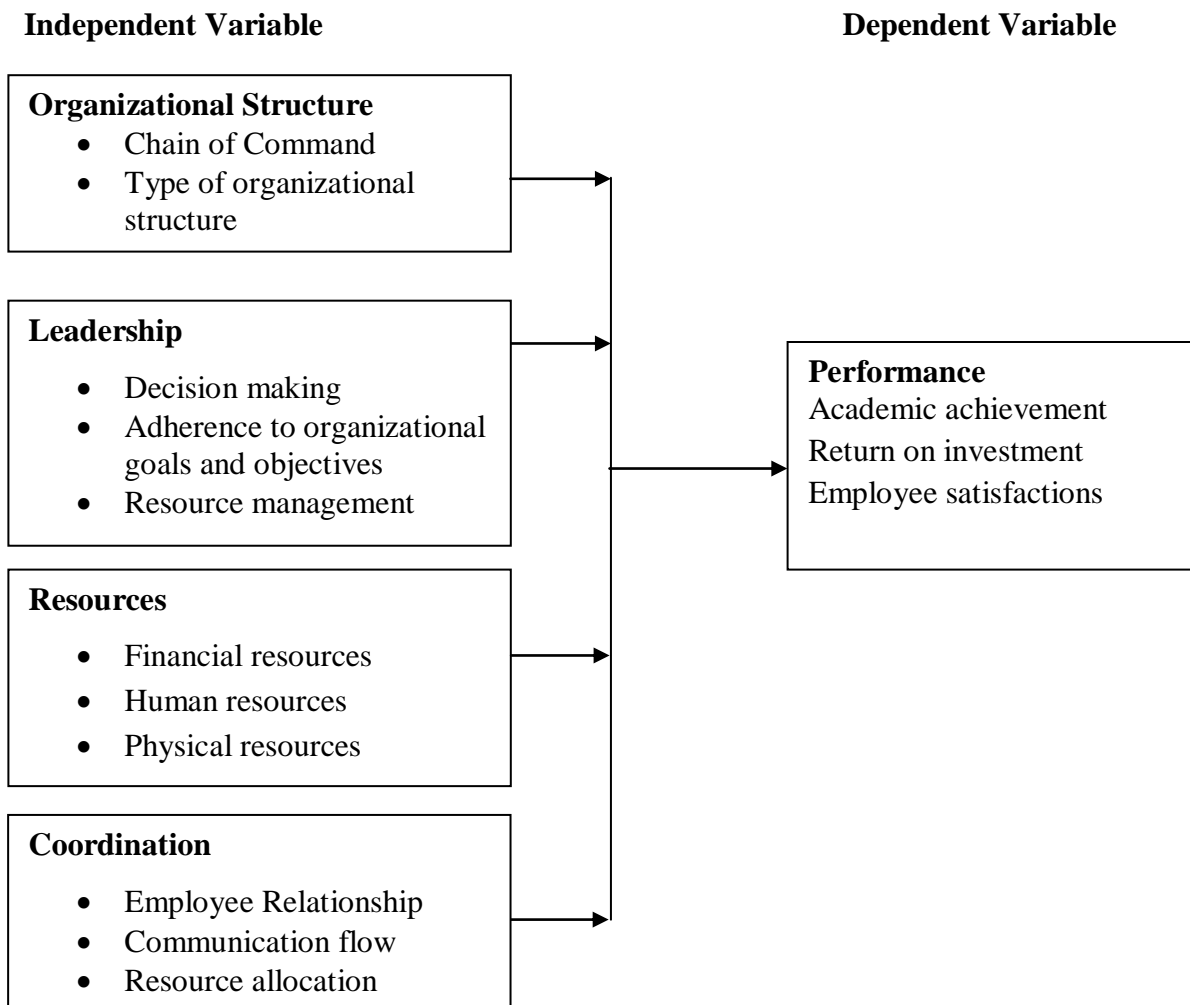 Independent Variable
Dependent Variable
Organizational Structure
• Chain of Command
• Type of organizational
structure
Leadership
• Decision making
• Adherence to organizational
goals and objectives
• Resource management
Resources
• Financial resources
• Human resources
• Physical resources
Coordination
• Employee Relationship
• Communication flow
• Resource allocation
Performance
Academic achievement
Return on investment
Employee satisfactions